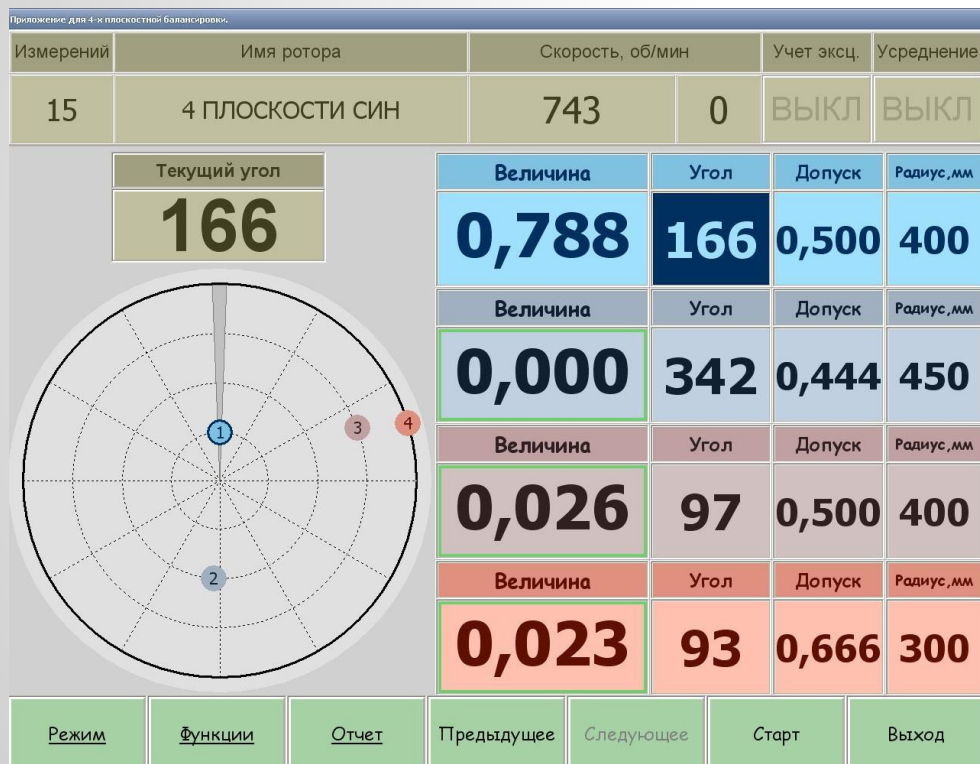 Приложение для 4-х плоскостной балансировки.
Измерений Имя ротора Скорость, об/мин Учет эксц. Усреднение
15 4 ПЛОСКОСТИ СИН 743 0 ВЫКЛ ВЫКЛ
Текущий угол
166
Величина Угол Допуск Радиус,мм
0,788 166 0,500 400
Величина Угол Допуск Радиус,мм
0,000 342 0,444 450
Величина Угол Допуск Радиус,мм
0,026 97 0,500 400
Величина Угол Допуск Радиус,мм
0,023 93 0,666 300
1
2
3
4
Режим Функции Отчет Предыдущее Следующее Старт Выход